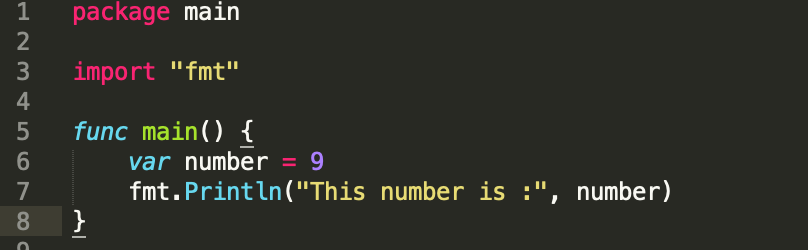 1 package main
2
3 import "fmt"
4
5 func main() {
6     var number = 9
7     fmt.Println("This number is :", number)
8 }
9